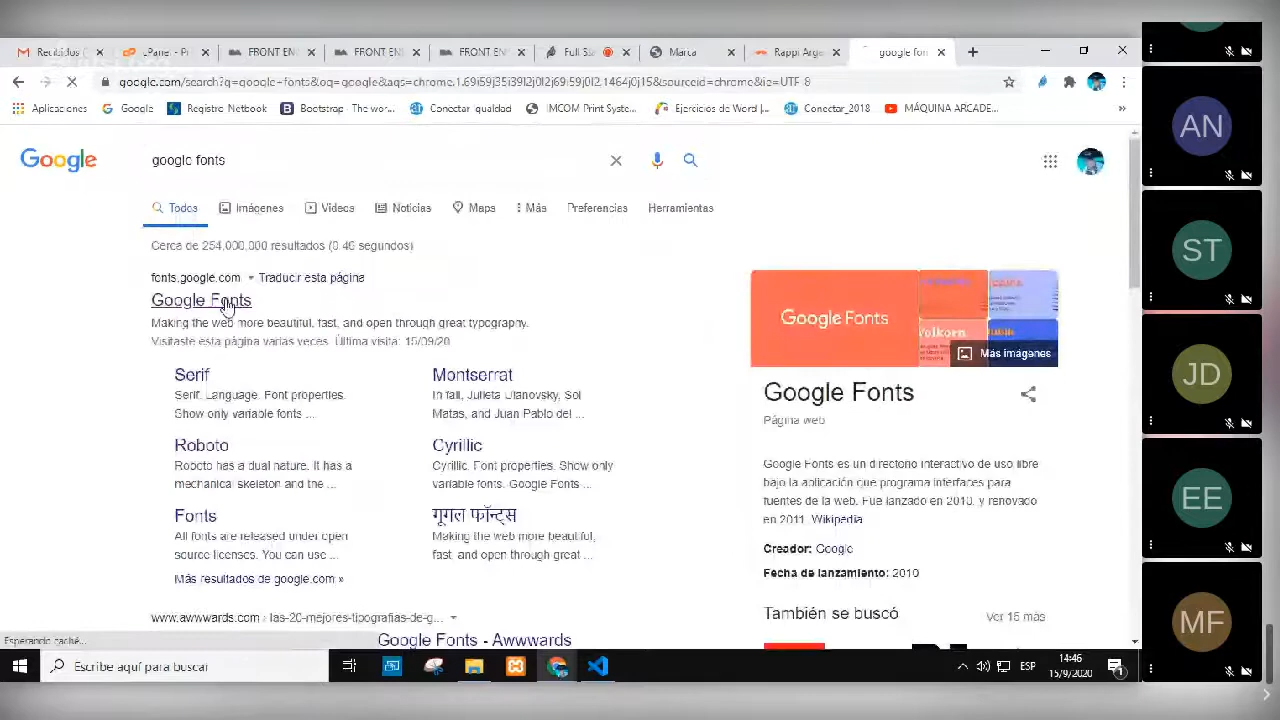 Recibidos (
cPanel - Pr
FRONT EN
FRONT EN
FRONT EN
Full S
Marca
Rappi Arge
google fon
google.com/search?q=google+fonts&oq=google&aqs=chrome.1.69i59l3j0l2.1464j0j15&sourceid=chrome&ie=UTF-8
Aplicaciones
Google
Registro Netbook
Bootstrap · The wor...
Conectar igualdad
IMCOM Print Syste...
Ejercicios de Word |...
Conectar_2018
MÁQUINA ARCADE...
»
Google
google fonts
Todos
Imágenes
Videos
Noticias
Maps
Más
Preferencias
Herramientas
Cerca de 254,000,000 resultados (0.46 segundos)
fonts.google.com
Traducir esta página
Google Fonts
Making the web more beautiful, fast, and open through great typography.
Visitaste esta página varias veces. Última visita: 15/09/20
Serif
Serif. Language. Font properties.
Show only variable fonts ...
Montserrat
In fall, Julieta Ulanovsky, Sol
Matas, and Juan Pablo del ...
Roboto
Roboto has a dual nature. It has a
mechanical skeleton and the ...
Cyrillic
Cyrillic. Font properties. Show only
variable fonts. Google Fonts ...
Fonts
All fonts are released under open
source licenses. You can use ...
गूगल फॉन्ट्स
Making the web more beautiful,
fast, and open through great ...
Más resultados de google.com »
www.awwwards.com › las-20-mejores-tipografias-de-g...
Google Fonts - Awwwards
Google Fonts
Más imágenes
Google Fonts
Página web
Google Fonts es un directorio interactivo de uso libre
bajo la aplicación que programa interfaces para
fuentes de la web. Fue lanzado en 2010, y renovado
en 2011. Wikipedia
Creador: Google
Fecha de lanzamiento: 2010
También se buscó
Ver 15 más
Esperando caché...
Escribe aquí para buscar
ESP
14:46
15/9/2020
1
AN
ST
JD
EE
MF